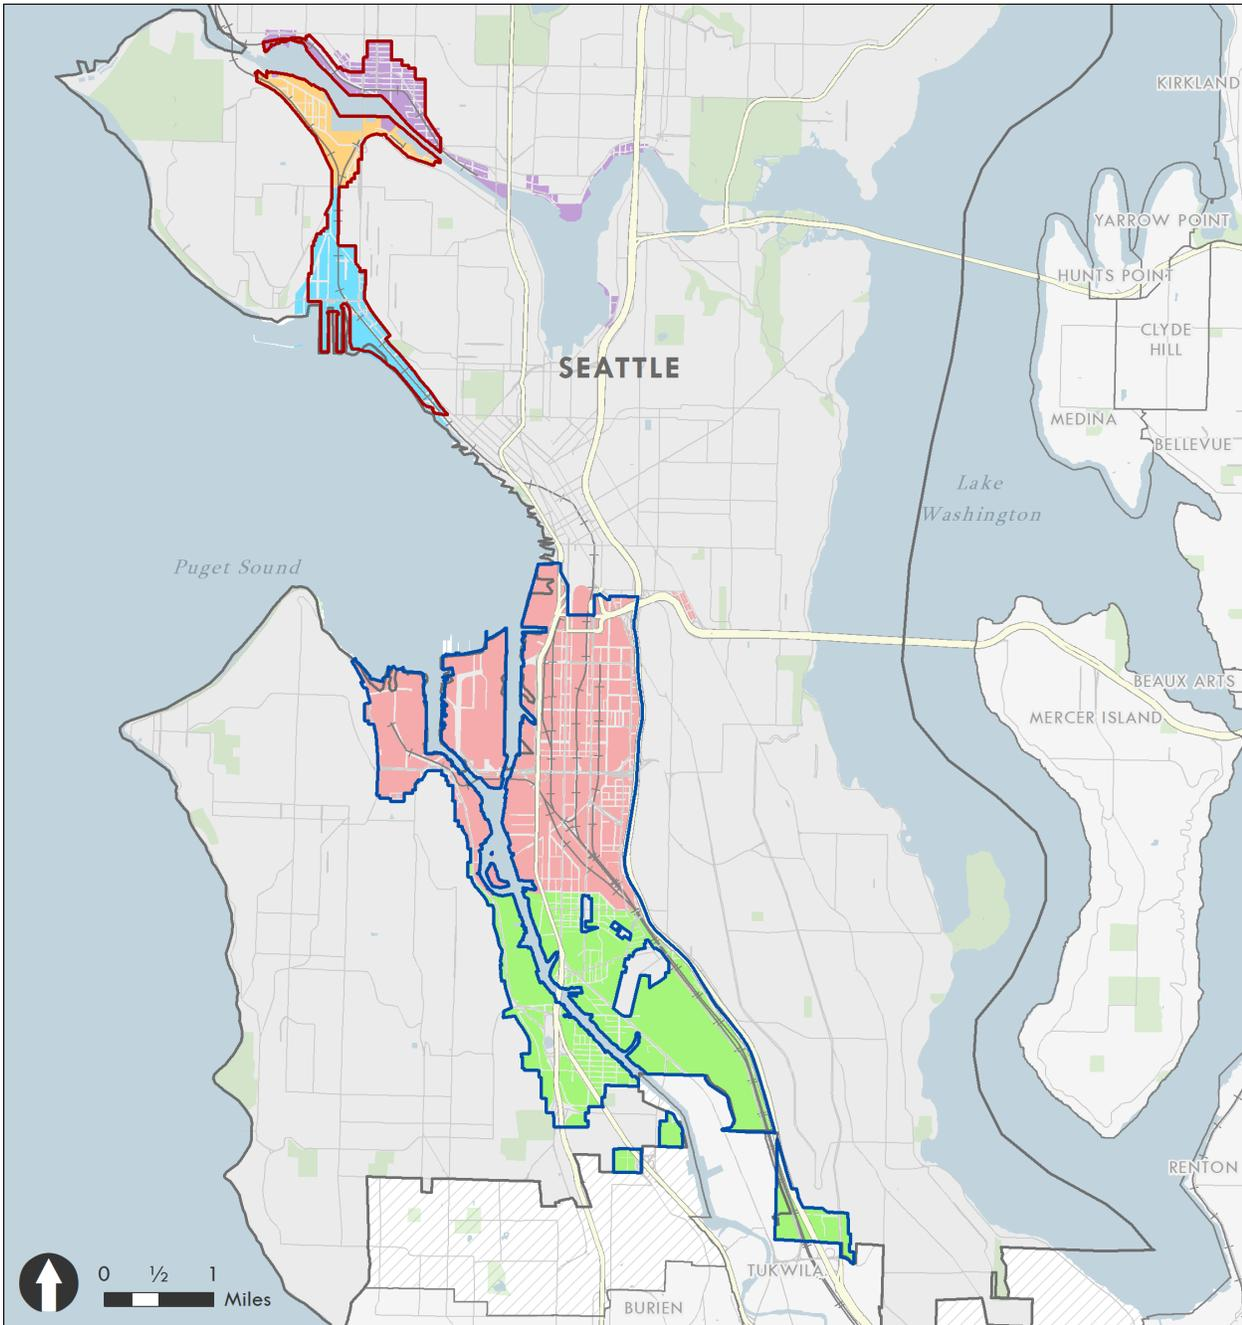 KIRKLAND
YARROW POINT
HUNTS POINT
CLYDE
HILL
SEATTLE
MEDINA
BELLEVUE
Lake
Washington
Puget Sound
BEAUX ARTS
MERCER ISLAND
RENTON
TUKWILA
0 ½ 1
Miles
BURIEN